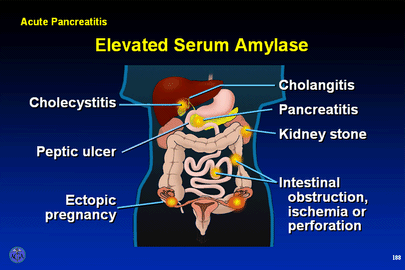 Acute Pancreatitis
Elevated Serum Amylase
Cholecystitis
Peptic ulcer
Ectopic
pregnancy
Cholangitis
Pancreatitis
Kidney stone
Intestinal
obstruction,
ischemia or
perforation
188